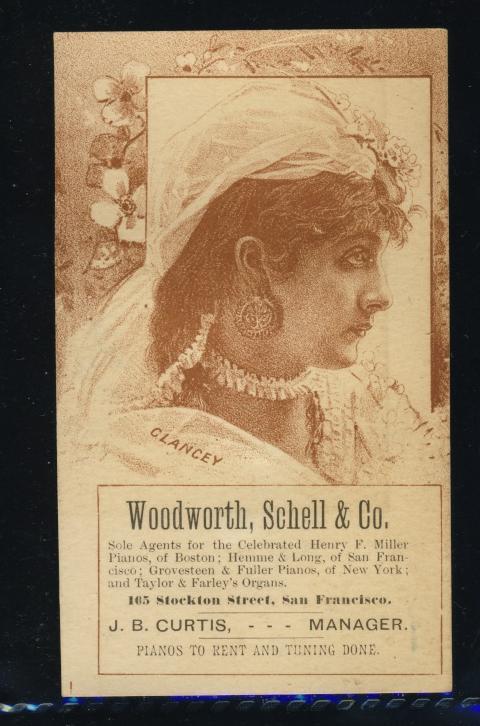 CLANCEY
Woodworth, Schell & Co.
Sole Agents for the Celebrated Henry F. Miller
Pianos, of Boston; Hemme & Long, of San Fran-
cisco; Grovesteen & Fuller Pianos, of New York;
and Taylor & Farley's Organs.
165 Stockton Street, San Francisco.
J. B. CURTIS, - - - MANAGER.
PIANOS TO RENT AND TUNING DONE.